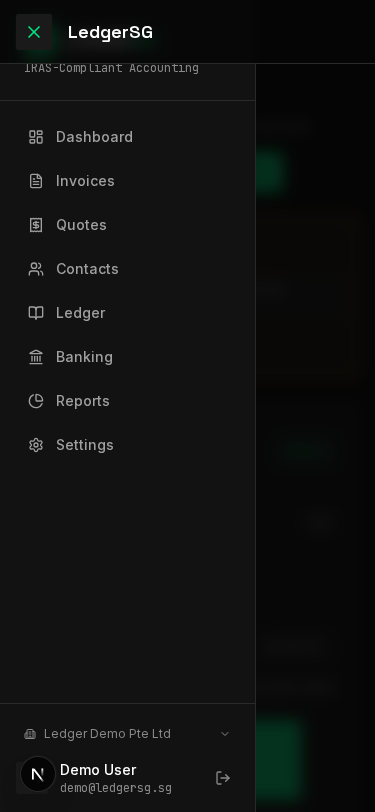 LedgerSG
IRAS-Compliant Accounting
Dashboard
Invoices
Quotes
Contacts
Ledger
Banking
Reports
Settings
Ledger Demo Pte Ltd
N
Demo User
demo@ledgersg.sg